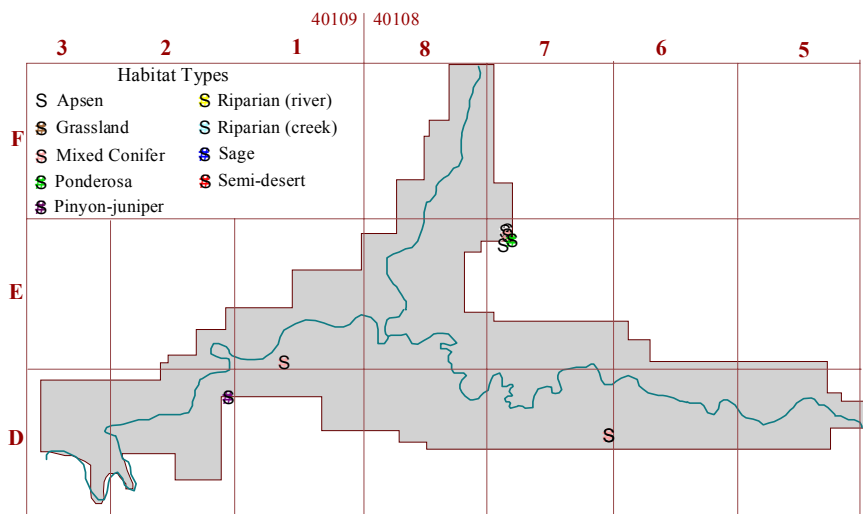 40109 40108
3 2 1 8 7 6 5
Habitat Types
S Apsen S Riparian (river)
S Grassland S Riparian (creek)
S Mixed Conifer S Sage
S Ponderosa S Semi-desert
S Pinyon-juniper
F
S
S S
S
E
S
S
D
S